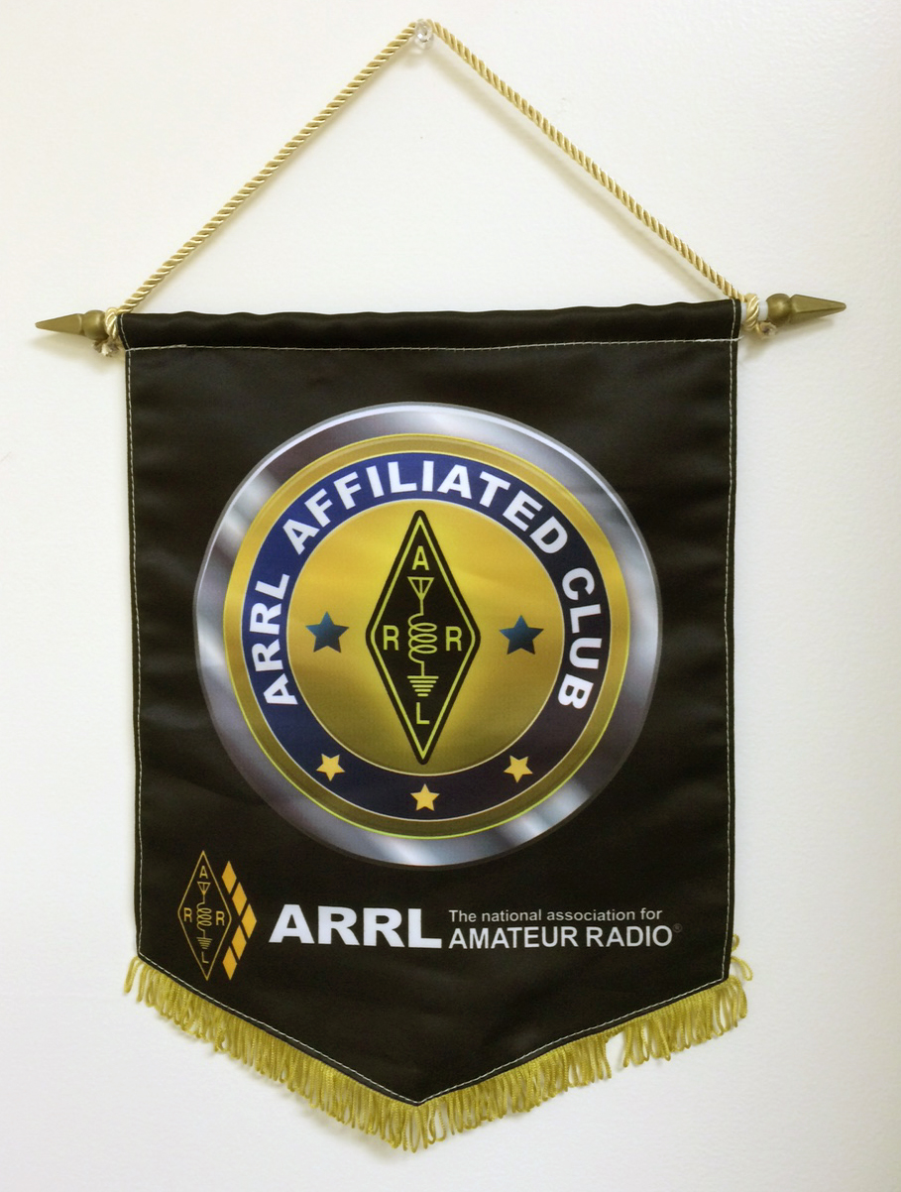 ARRL AFFILIATED CLUB
A
R R
L
A
R R
L
ARRL The national association for
AMATEUR RADIO®